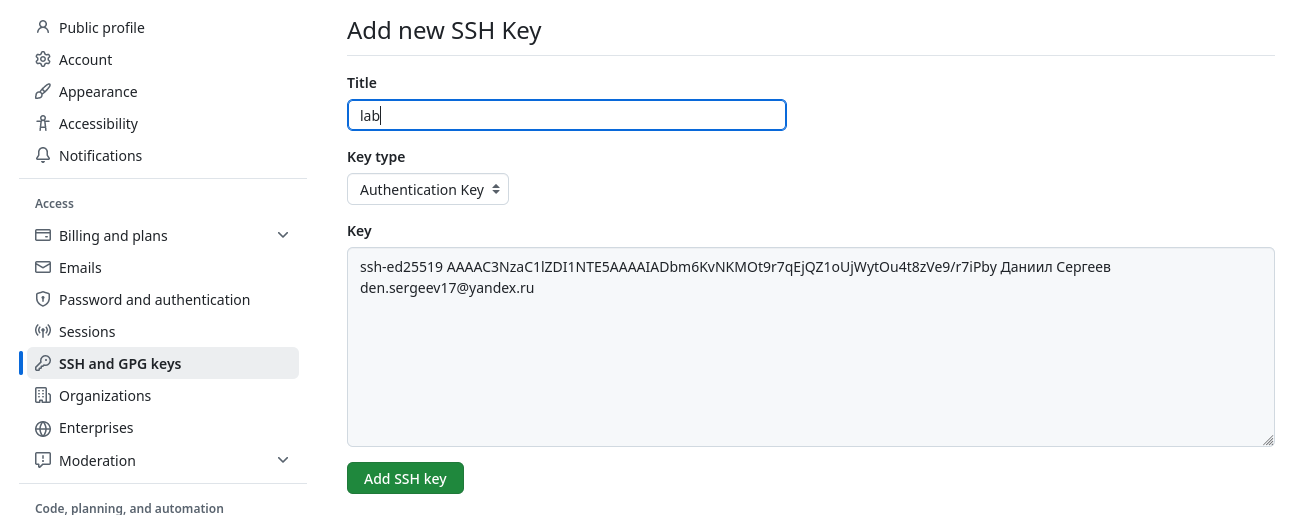 Public profile
Account
Appearance
Accessibility
Notifications
Access
Billing and plans
Emails
Password and authentication
Sessions
SSH and GPG keys
Organizations
Enterprises
Moderation
Code, planning, and automation
Add new SSH Key
Title
lab
Key type
Authentication Key
Key
ssh-ed25519 AAAAC3NzaC1lZDI1NTE5AAAAIADbm6KvNKMOt9r7qEjQZ1oUjWytOu4t8zVe9/r7iPby Даниил Сергеев
den.sergeev17@yandex.ru
Add SSH key